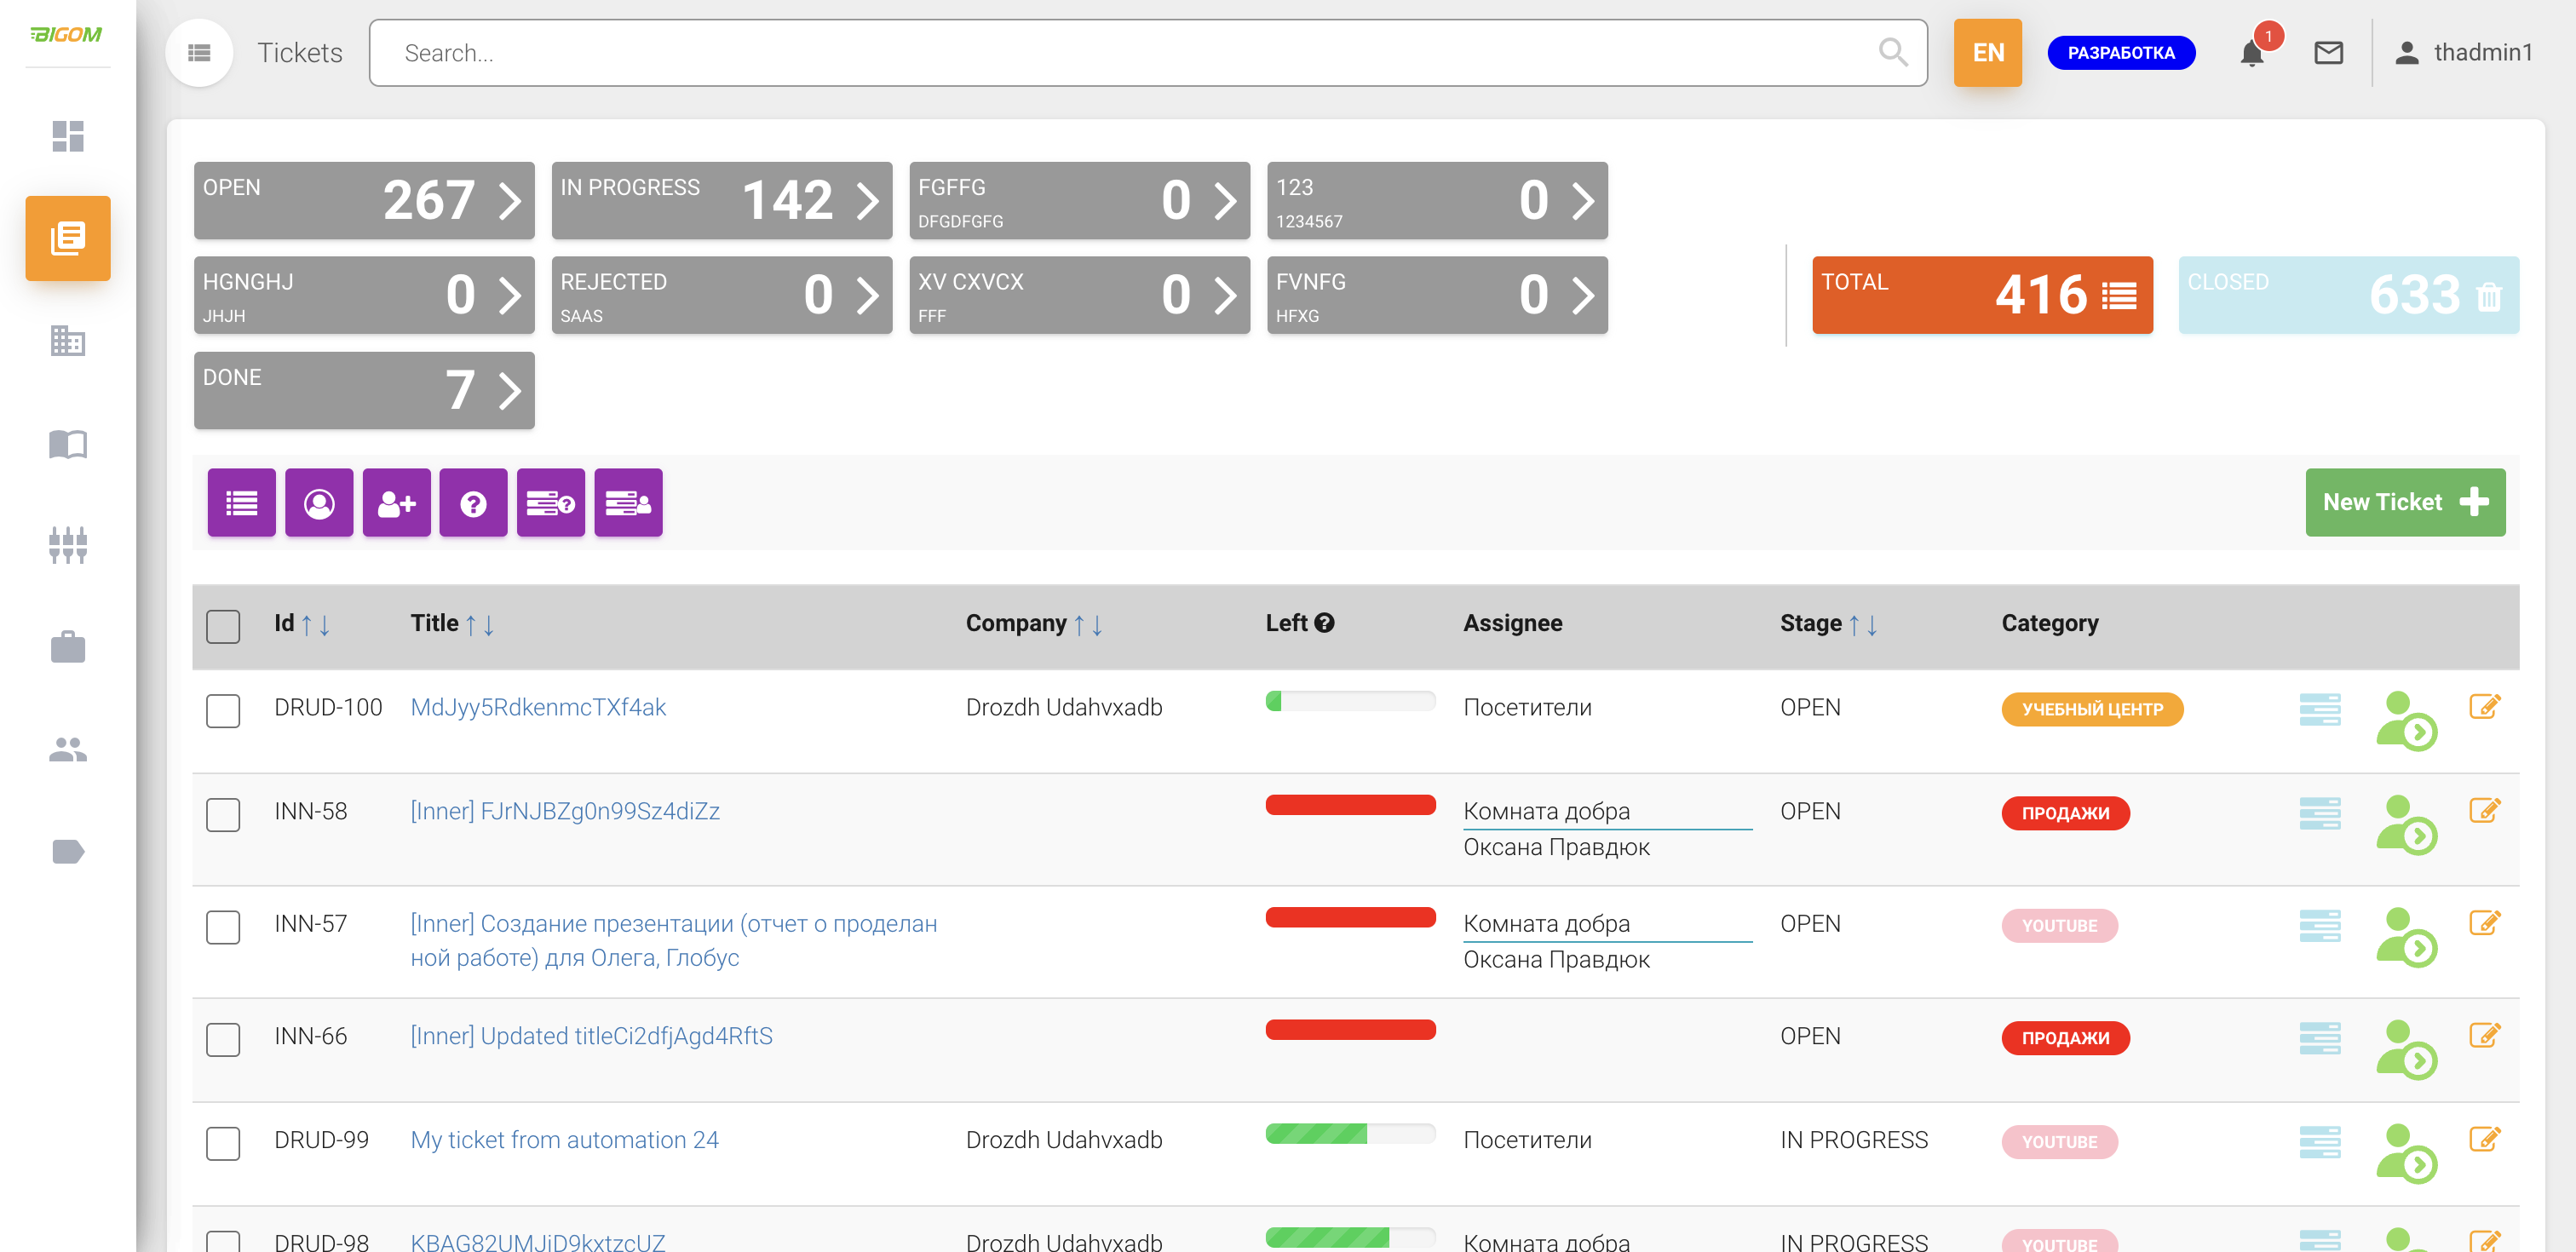 BIGOM
Tickets
Search...
EN
РАЗРАБОТКА
1
thadmin1
OPEN 267
IN PROGRESS 142
FGFFG 0
DFGDFGFG
123 0
1234567
HGNGHJ 0
JHJH
REJECTED 0
SAAS
XV CXVCX 0
FFF
FVNFG 0
HFXG
DONE 7
TOTAL 416
CLOSED 633
New Ticket
Id Title Company Left Assignee Stage Category
DRUD-100 MdJyy5RdkenmcTXf4ak Drozdh Udahvxadb Посетители OPEN УЧЕБНЫЙ ЦЕНТР
INN-58 [Inner] FJrNJBZg0n99Sz4diZz Комната добра OPEN ПРОДАЖИ
Оксана Правдюк
INN-57 [Inner] Создание презентации (отчет о проделан Комната добра OPEN YOUTUBE
ной работе) для Олега, Глобус Оксана Правдюк
INN-66 [Inner] Updated titleCi2dfjAgd4RftS OPEN ПРОДАЖИ
DRUD-99 My ticket from automation 24 Drozdh Udahvxadb Посетители IN PROGRESS YOUTUBE
DRUD-98 KBAG82UMJiD9kxtzcUZ Drozdh Udahvxadb Комната добра IN PROGRESS YOUTUBE